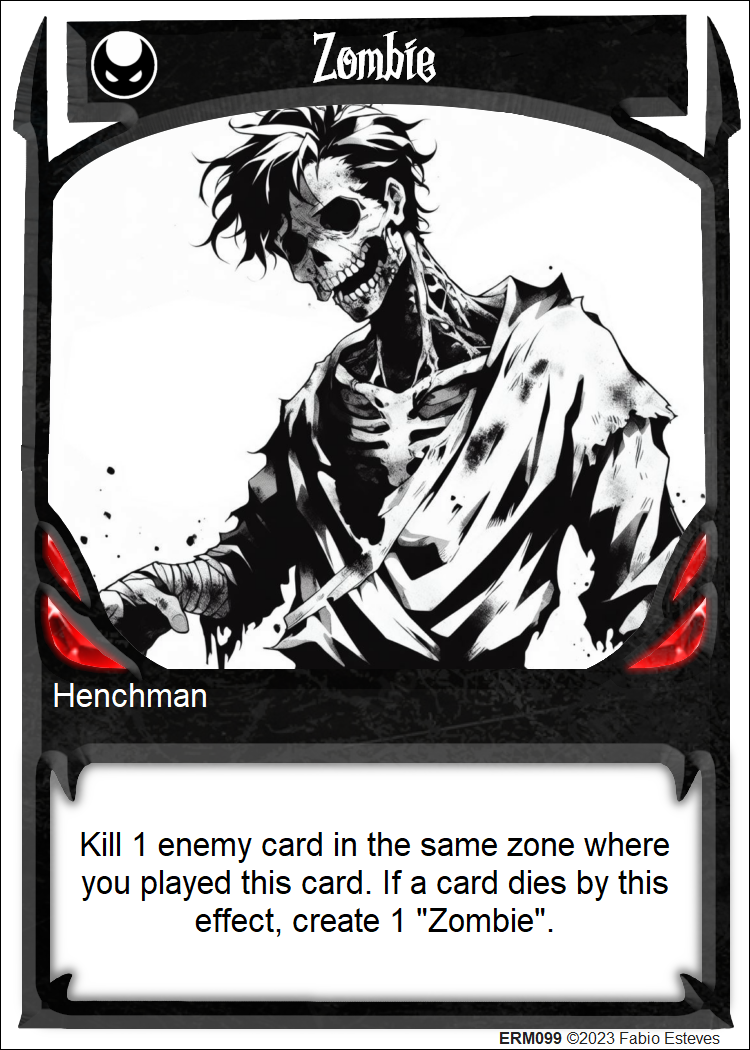 Zombie
Henchman
Kill 1 enemy card in the same zone where
you played this card. If a card dies by this
effect, create 1 "Zombie".
ERM099 ©2023 Fabio Esteves